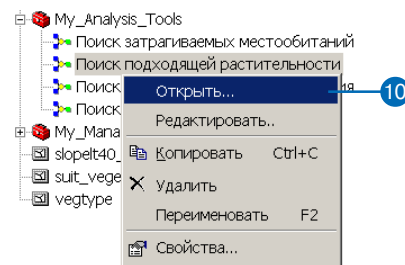 My_Analysis_Tools
Поиск затрагиваемых местообитаний
Поиск подходящей растительности
Поиск
Поиск
My_Mana
slopelt40_
suit_vege
vegtype
Открыть...
10
Редактировать..
Копировать Ctrl+C
Удалить
Переименовать F2
Свойства...